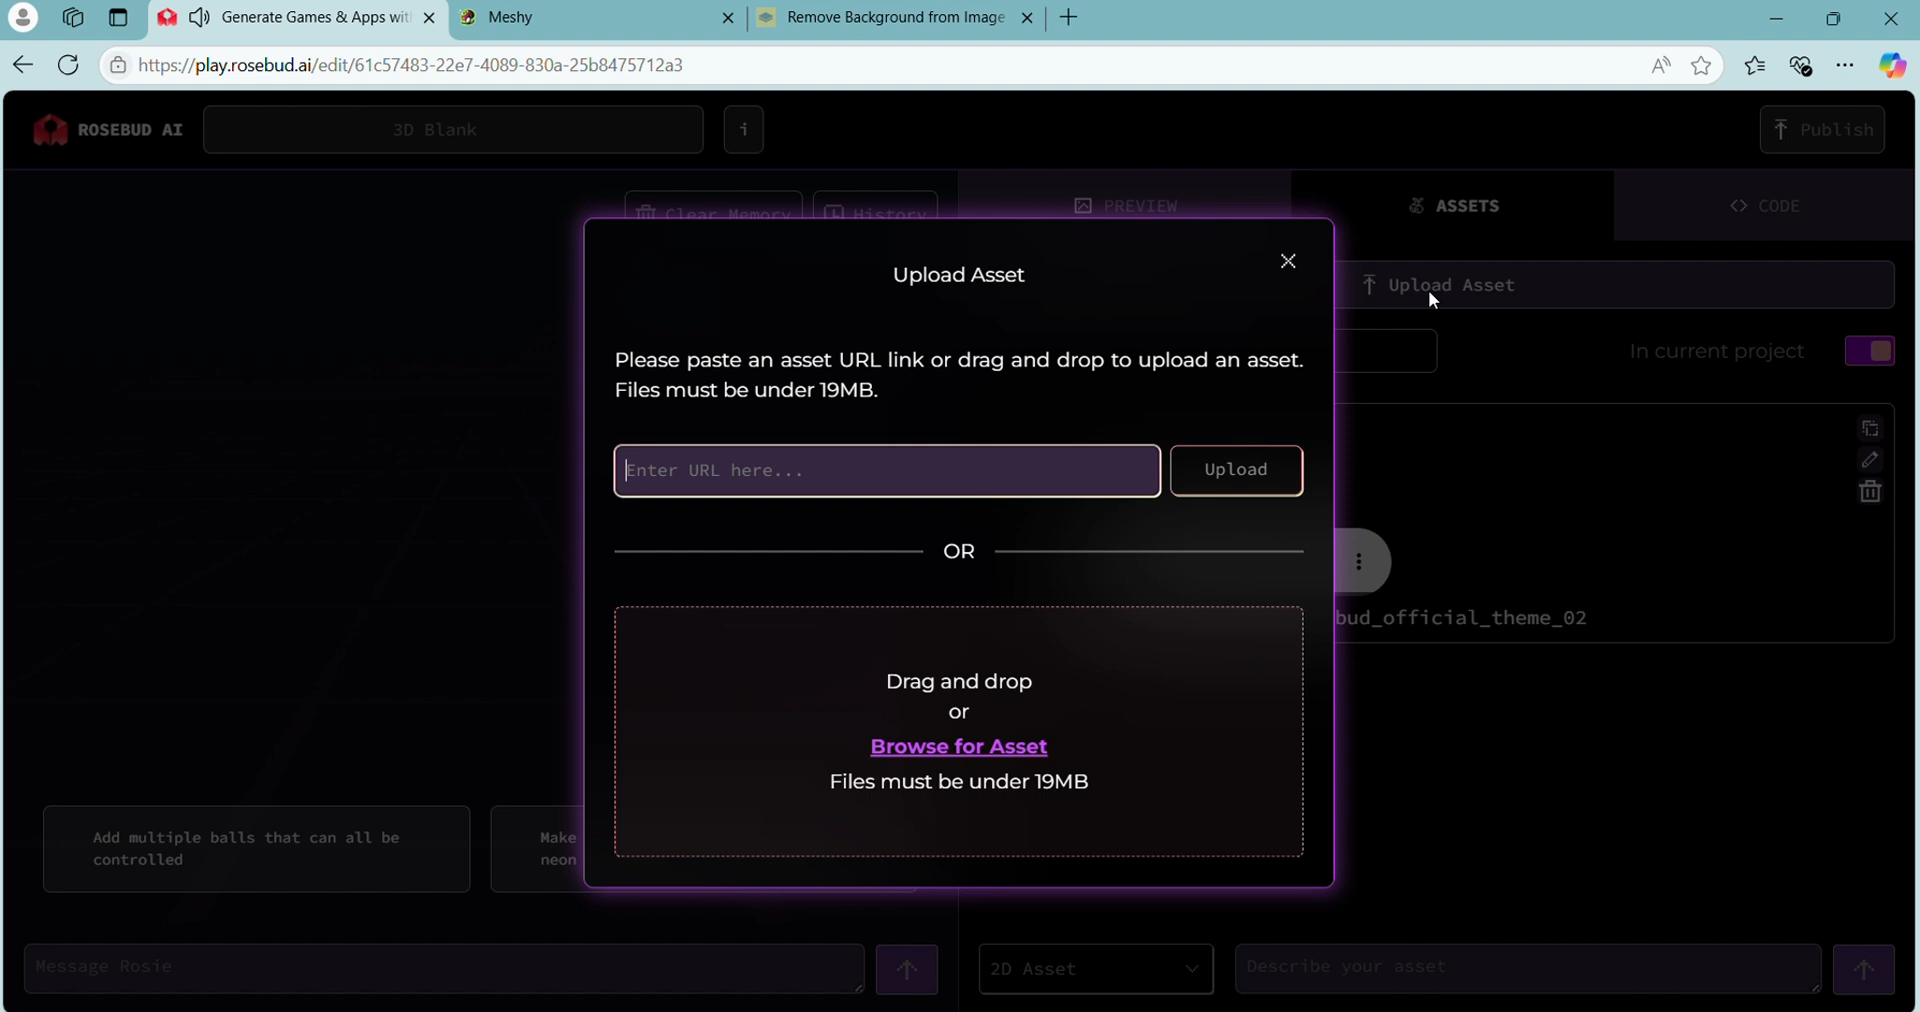 Generate Games & Apps wit
Meshy
Remove Background from Image
https://play.rosebud.ai/edit/61c57483-22e7-4089-830a-25b8475712a3
ROSEBUD AI
3D Blank
i
Publish
Clear Memory
History
PREVIEW
ASSETS
CODE
Upload Asset
Upload Asset
In current project
Please paste an asset URL link or drag and drop to upload an asset.
Files must be under 19MB.
Enter URL here...
Upload
OR
bud_official_theme_02
Drag and drop
or
Browse for Asset
Files must be under 19MB
Add multiple balls that can all be
controlled
Make
neon
Message Rosie
2D Asset
Describe your asset